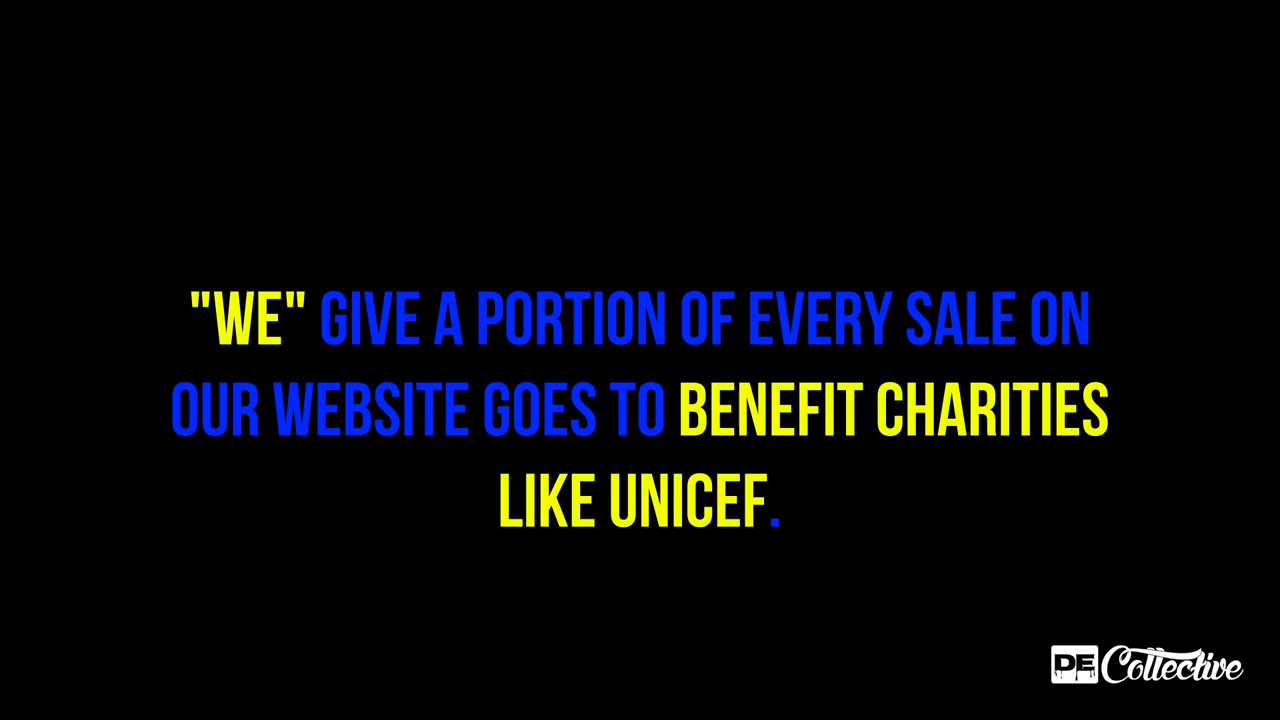 "WE" GIVE A PORTION OF EVERY SALE ON
OUR WEBSITE GOES TO BENEFIT CHARITIES
LIKE UNICEF.
DE Collective